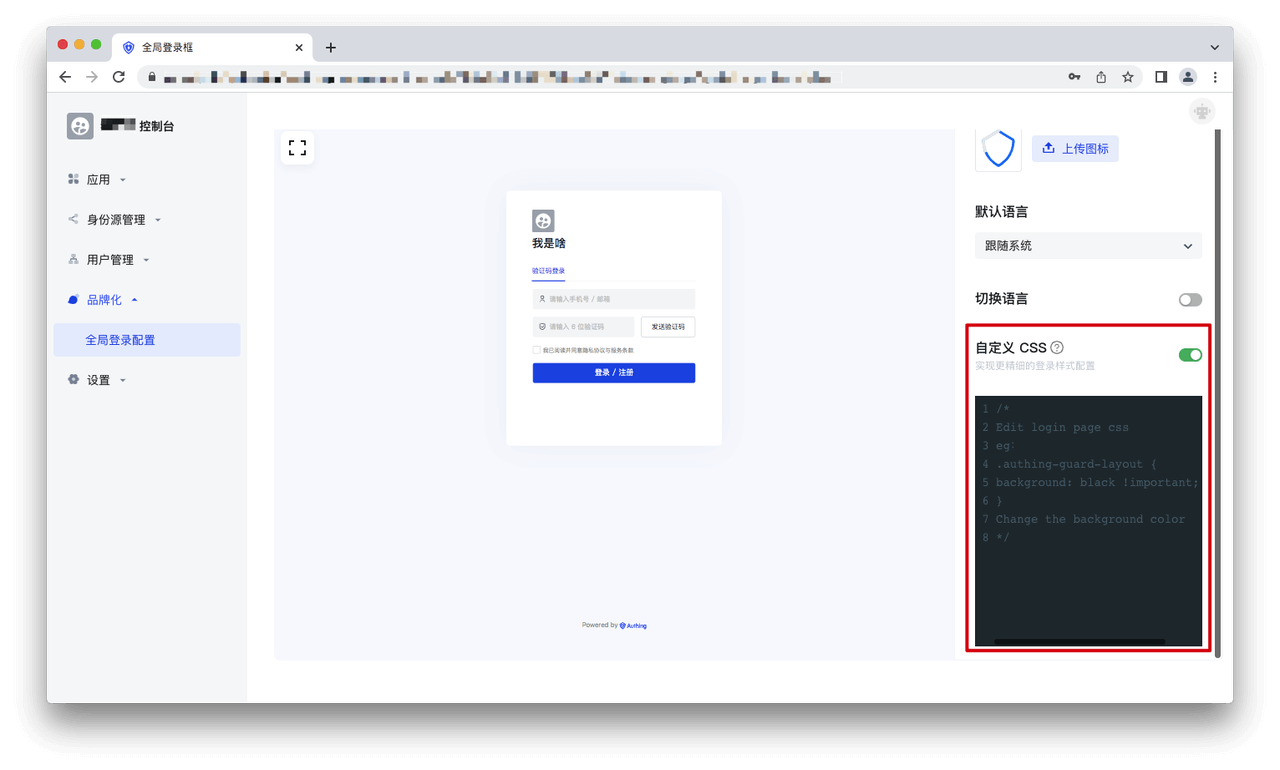 全局登录框
控制台
应用
身份源管理
用户管理
品牌化
全局登录配置
设置
我是啥
验证码登录
请输入手机号 / 邮箱
请输入 6 位验证码
发送验证码
我已阅读并同意隐私协议与服务条款
登录 / 注册
Powered by Authing
上传图标
默认语言
跟随系统
切换语言
自定义 CSS
实现更精细的登录样式配置
1 /*
2 Edit login page css
3 eg:
4 .authing-guard-layout {
5 background: black !important;
6 }
7 Change the background color
8 */